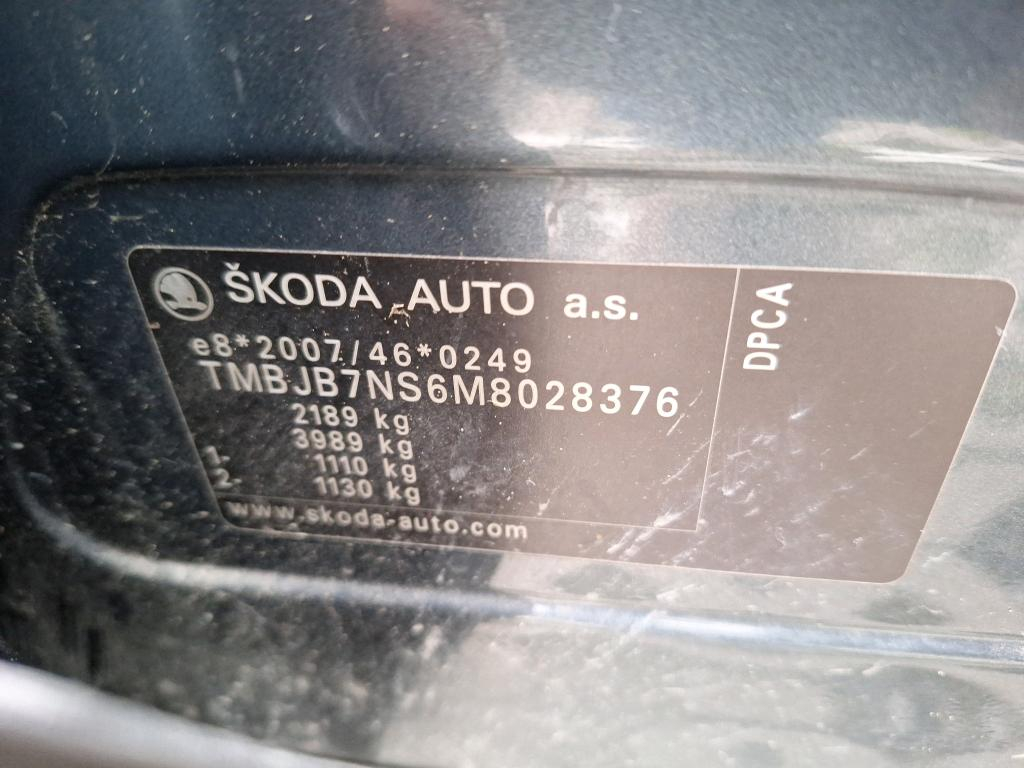 ŠKODA AUTO a.s.
e8*2007/46*0249
TMBJB7NS6M8028376
2189 kg
3989 kg
1- 1110 kg
2- 1130 kg
www.skoda-auto.com
DPCA